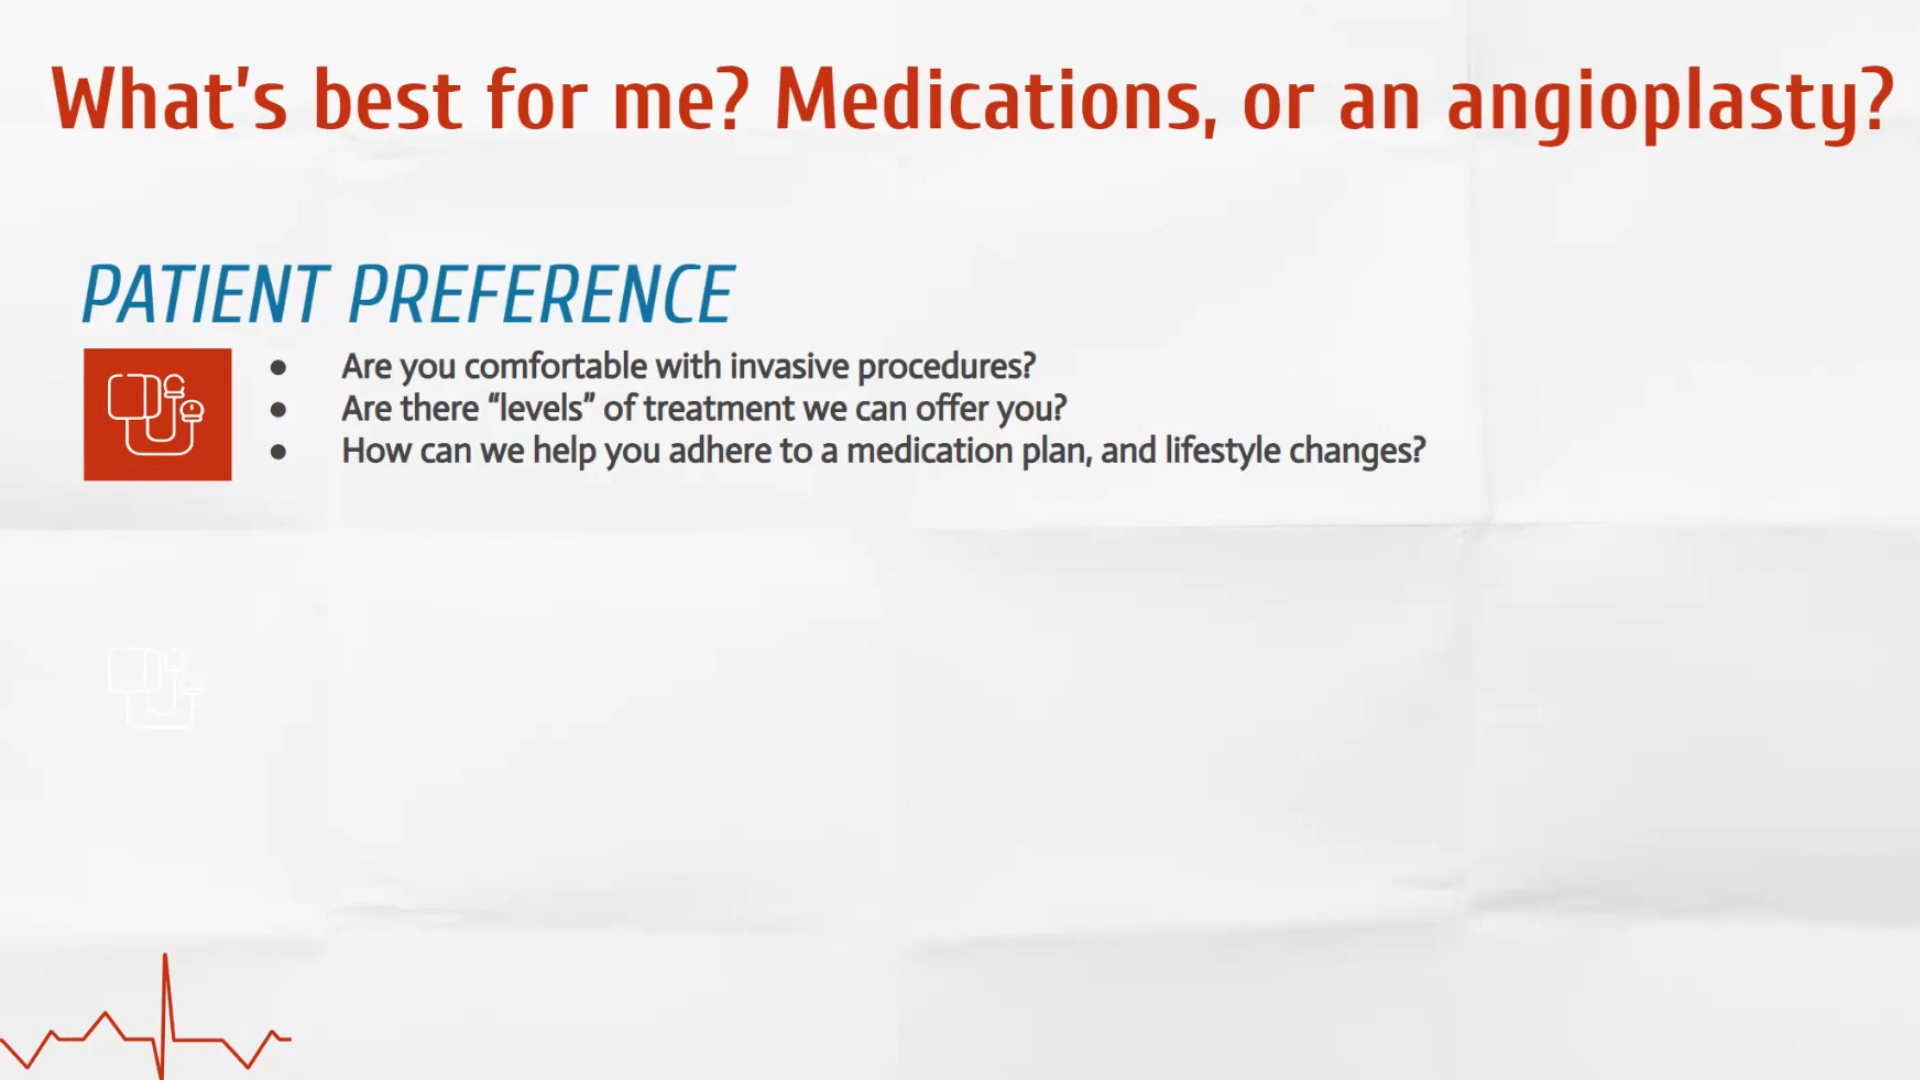 What's best for me? Medications, or an angioplasty?
PATIENT PREFERENCE
● Are you comfortable with invasive procedures?
● Are there “levels” of treatment we can offer you?
● How can we help you adhere to a medication plan, and lifestyle changes?